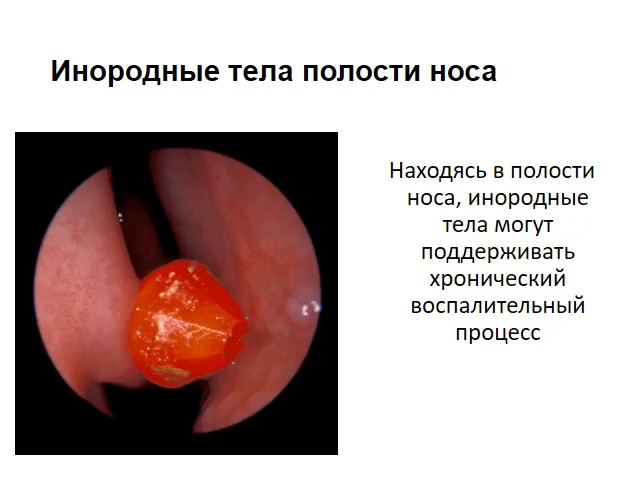 Инородные тела полости носа
Находясь в полости
носа, инородные
тела могут
поддерживать
хронический
воспалительный
процесс